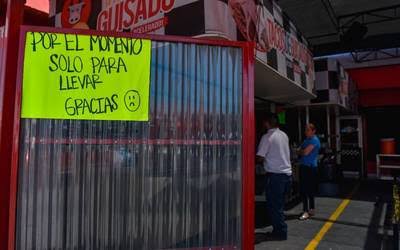 GUISADO
POR EL MOMENTO
SOLO PARA
LLEVAR
GRACIAS